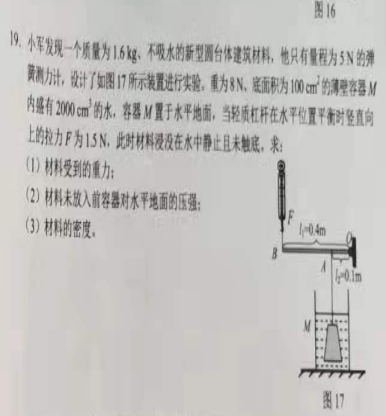 图16
19. 小军发现一个质量为1.6 kg、不吸水的新型圆台体建筑材料，他只有量程为5 N的弹
簧测力计，设计了如图17所示装置进行实验。重为8 N、底面积为100 cm²的薄壁容器M
内盛有2000 cm³的水，容器M置于水平地面，当轻质杠杆在水平位置平衡时竖直向
上的拉力F为1.5 N，此时材料浸没在水中静止且未触底。求：
(1) 材料受到的重力；
(2) 材料未放入前容器对水平地面的压强；
(3) 材料的密度。
F
l₁=0.4m
O
B
A
l₂=0.1m
M
图17